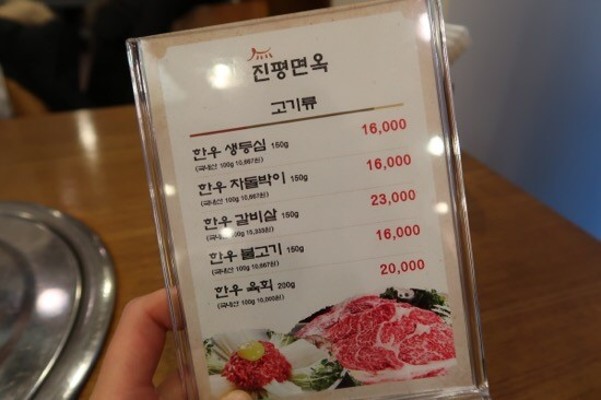 진평면옥
고기류
한우 생등심 150g 16,000
(국내산 100g 10,667원)
한우 차돌박이 150g 16,000
(국내산 100g 10,667원)
한우 갈비살 150g 23,000
(국내산 100g 15,333원)
한우 불고기 150g 16,000
(국내산 100g 10,667원)
한우 육회 200g 20,000
(국내산 100g 10,000원)